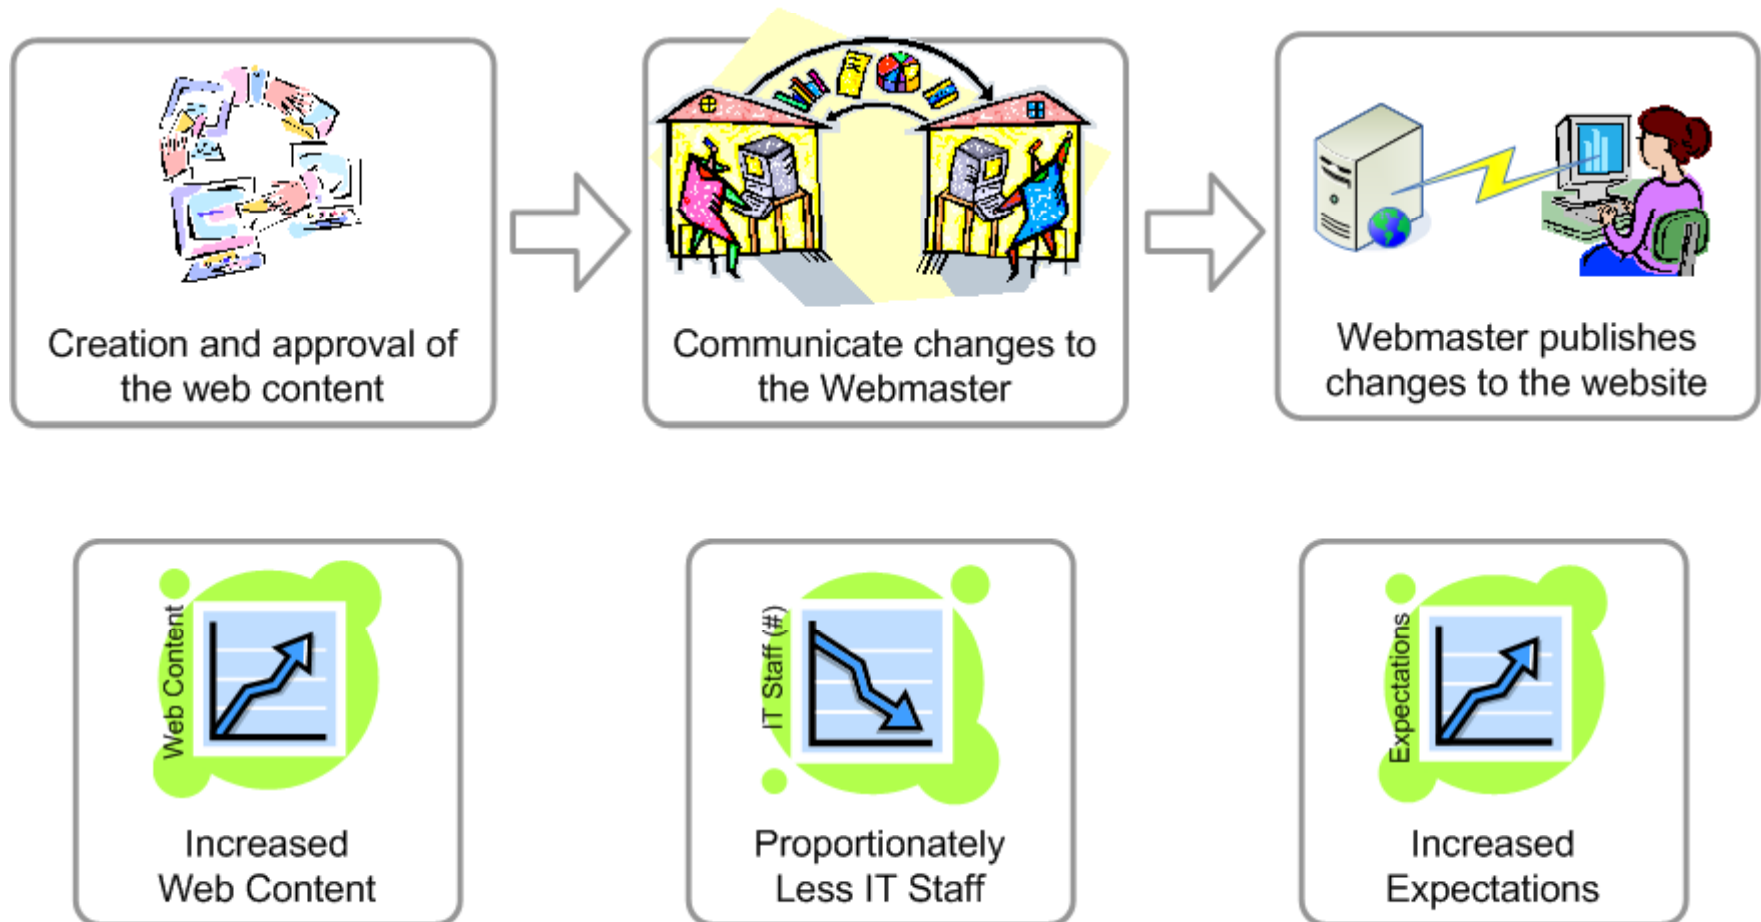 Creation and approval of
the web content
Communicate changes to
the Webmaster
Webmaster publishes
changes to the website
Web Content
Increased
Web Content
IT Staff (#)
Proportionately
Less IT Staff
Expectations
Increased
Expectations